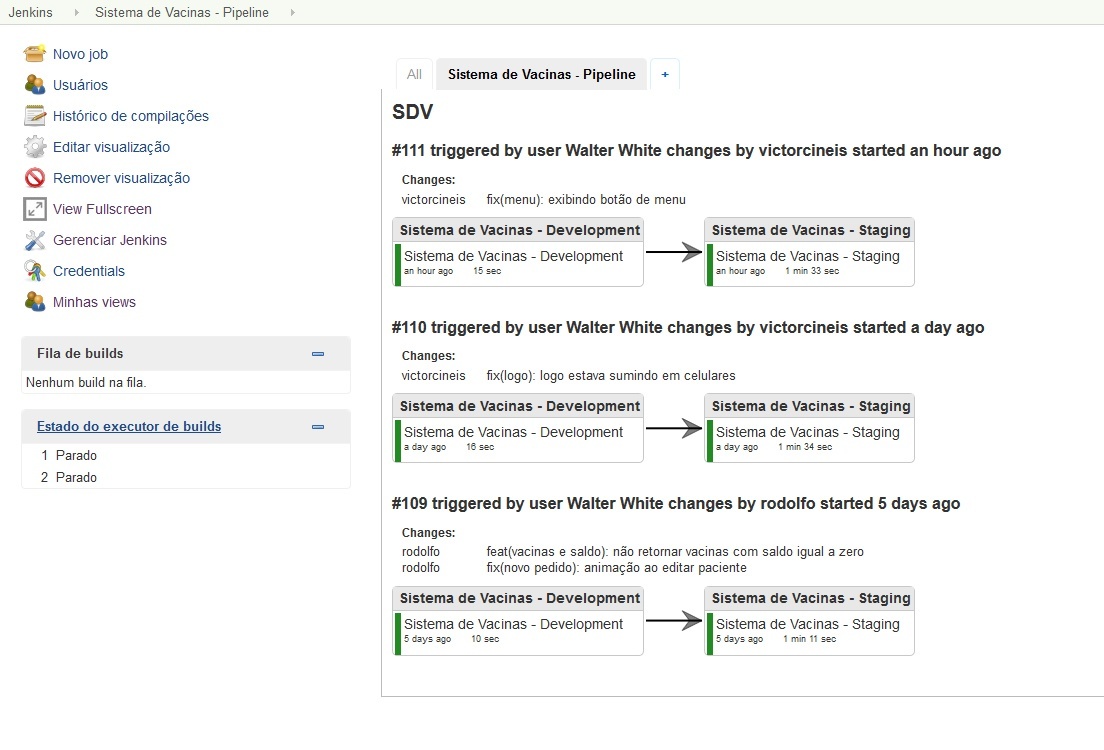 Jenkins Sistema de Vacinas - Pipeline
Novo job
Usuários
Histórico de compilações
Editar visualização
Remover visualização
View Fullscreen
Gerenciar Jenkins
Credentials
Minhas views
Fila de builds
Nenhum build na fila.
Estado do executor de builds
1 Parado
2 Parado
All Sistema de Vacinas - Pipeline +
SDV
#111 triggered by user Walter White changes by victorcineis started an hour ago
Changes:
victorcineis fix(menu): exibindo botão de menu
Sistema de Vacinas - Development Sistema de Vacinas - Staging
Sistema de Vacinas - Development Sistema de Vacinas - Staging
an hour ago 15 sec an hour ago 1 min 33 sec
#110 triggered by user Walter White changes by victorcineis started a day ago
Changes:
victorcineis fix(logo): logo estava sumindo em celulares
Sistema de Vacinas - Development Sistema de Vacinas - Staging
Sistema de Vacinas - Development Sistema de Vacinas - Staging
a day ago 16 sec a day ago 1 min 34 sec
#109 triggered by user Walter White changes by rodolfo started 5 days ago
Changes:
rodolfo feat(vacinas e saldo): não retornar vacinas com saldo igual a zero
rodolfo fix(novo pedido): animação ao editar paciente
Sistema de Vacinas - Development Sistema de Vacinas - Staging
Sistema de Vacinas - Development Sistema de Vacinas - Staging
5 days ago 10 sec 5 days ago 1 min 11 sec